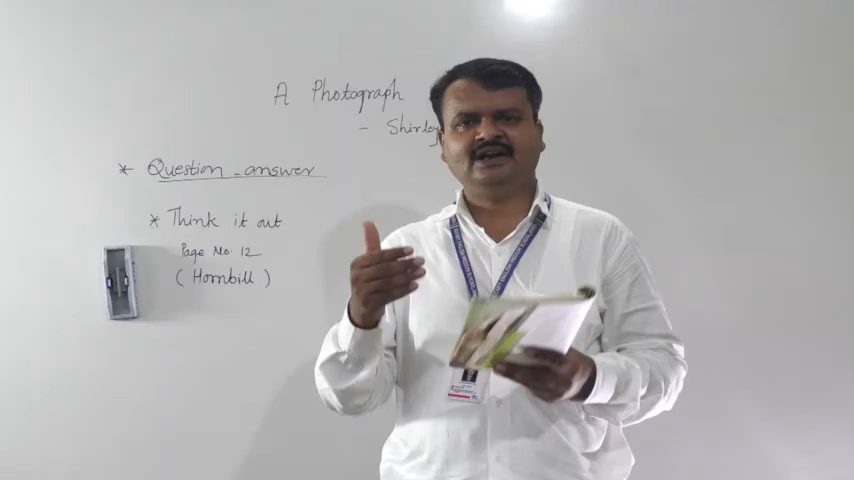 A Photograph
- Shirley
* Question-answer
* Think it out
Page No. 12
(Hornbill)